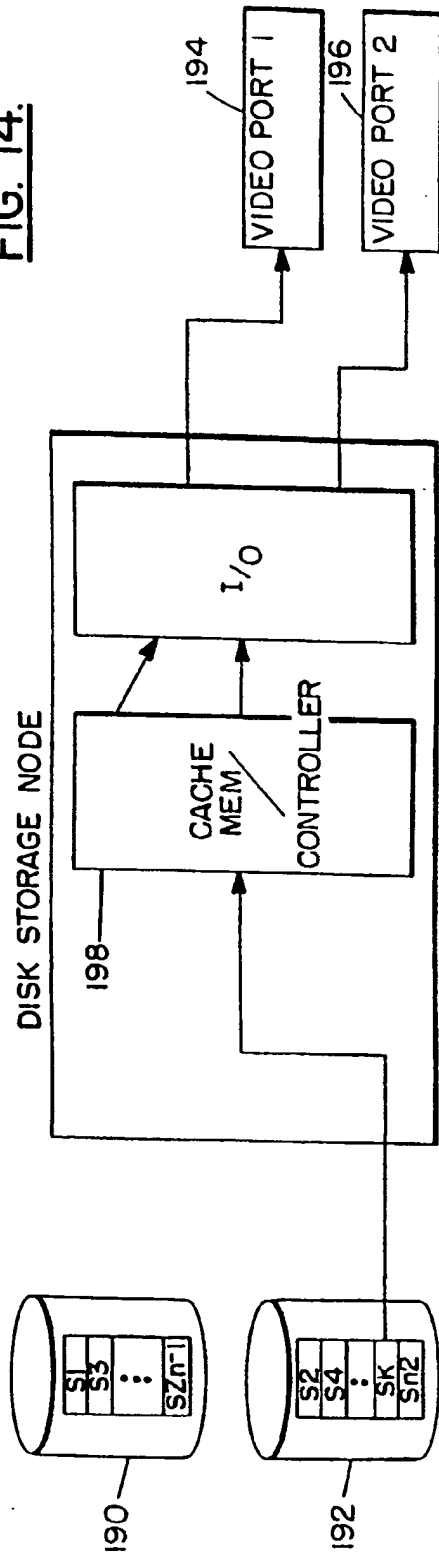 FIG. 14.
DISK STORAGE NODE
190
S1
S3
SZn-1
192
S2
S4
SK
Sn2
198
CACHE
MEM
CONTROLLER
I/O
194
VIDEO PORT 1
196
VIDEO PORT 2